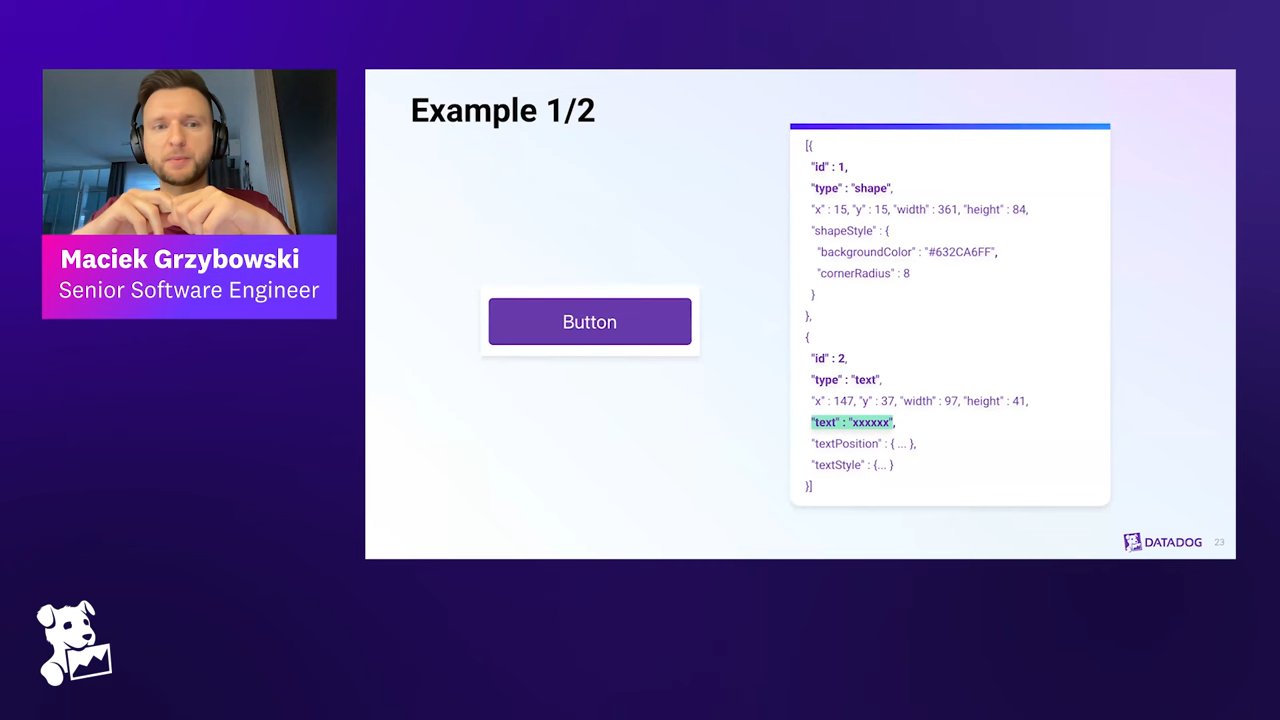 Maciek Grzybowski
Senior Software Engineer
Example 1/2
Button
[{
"id" : 1,
"type" : "shape",
"x" : 15, "y" : 15, "width" : 361, "height" : 84,
"shapeStyle" : {
"backgroundColor" : "#632CA6FF",
"cornerRadius" : 8
}
},
{
"id" : 2,
"type" : "text",
"x" : 147, "y" : 37, "width" : 97, "height" : 41,
"text" : "xxxxxx",
"textPosition" : { ... },
"textStyle" : {... }
}]
DATADOG 23